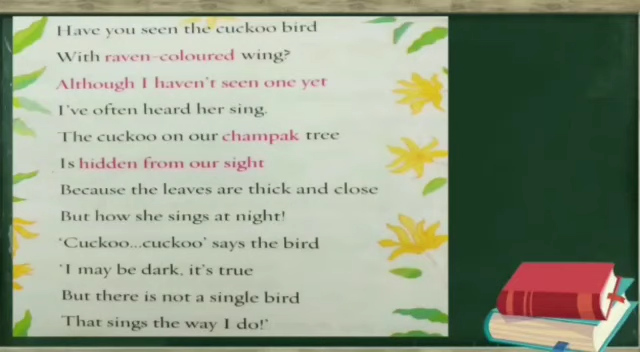 Have you seen the cuckoo bird
With raven-coloured wing?
Although I haven't seen one yet
I've often heard her sing.
The cuckoo on our champak tree
Is hidden from our sight
Because the leaves are thick and close
But how she sings at night!
'Cuckoo...cuckoo' says the bird
'I may be dark, it's true
But there is not a single bird
That sings the way I do!'